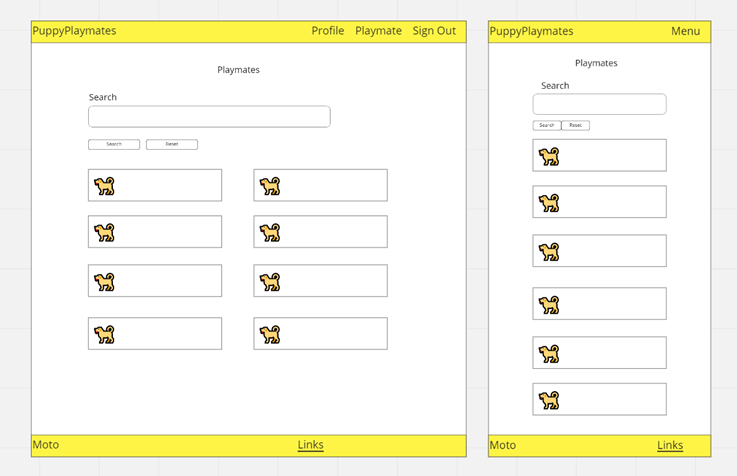 PuppyPlaymates Profile Playmate Sign Out
Playmates
Search
Search Reset
Moto Links
PuppyPlaymates Menu
Playmates
Search
Search Reset
Moto Links